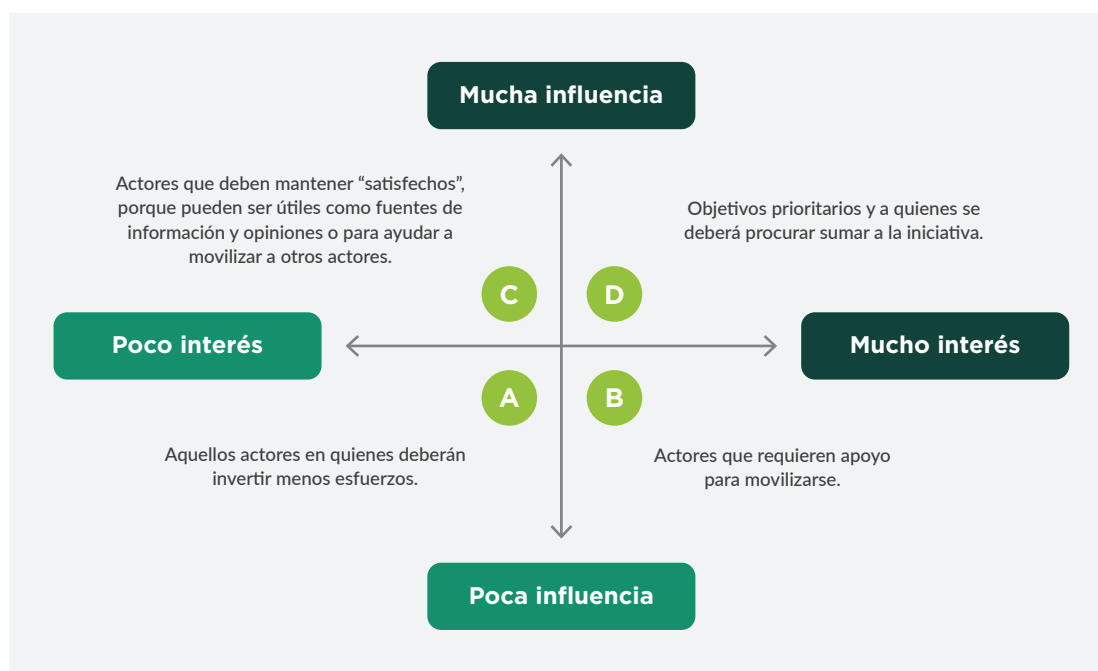 Mucha influencia
Actores que deben mantener “satisfechos”,
porque pueden ser útiles como fuentes de
información y opiniones o para ayudar a
movilizar a otros actores.
Objetivos prioritarios y a quienes se
deberá procurar sumar a la iniciativa.
C
D
Poco interés
Mucho interés
A
B
Aquellos actores en quienes deberán
invertir menos esfuerzos.
Actores que requieren apoyo
para movilizarse.
Poca influencia